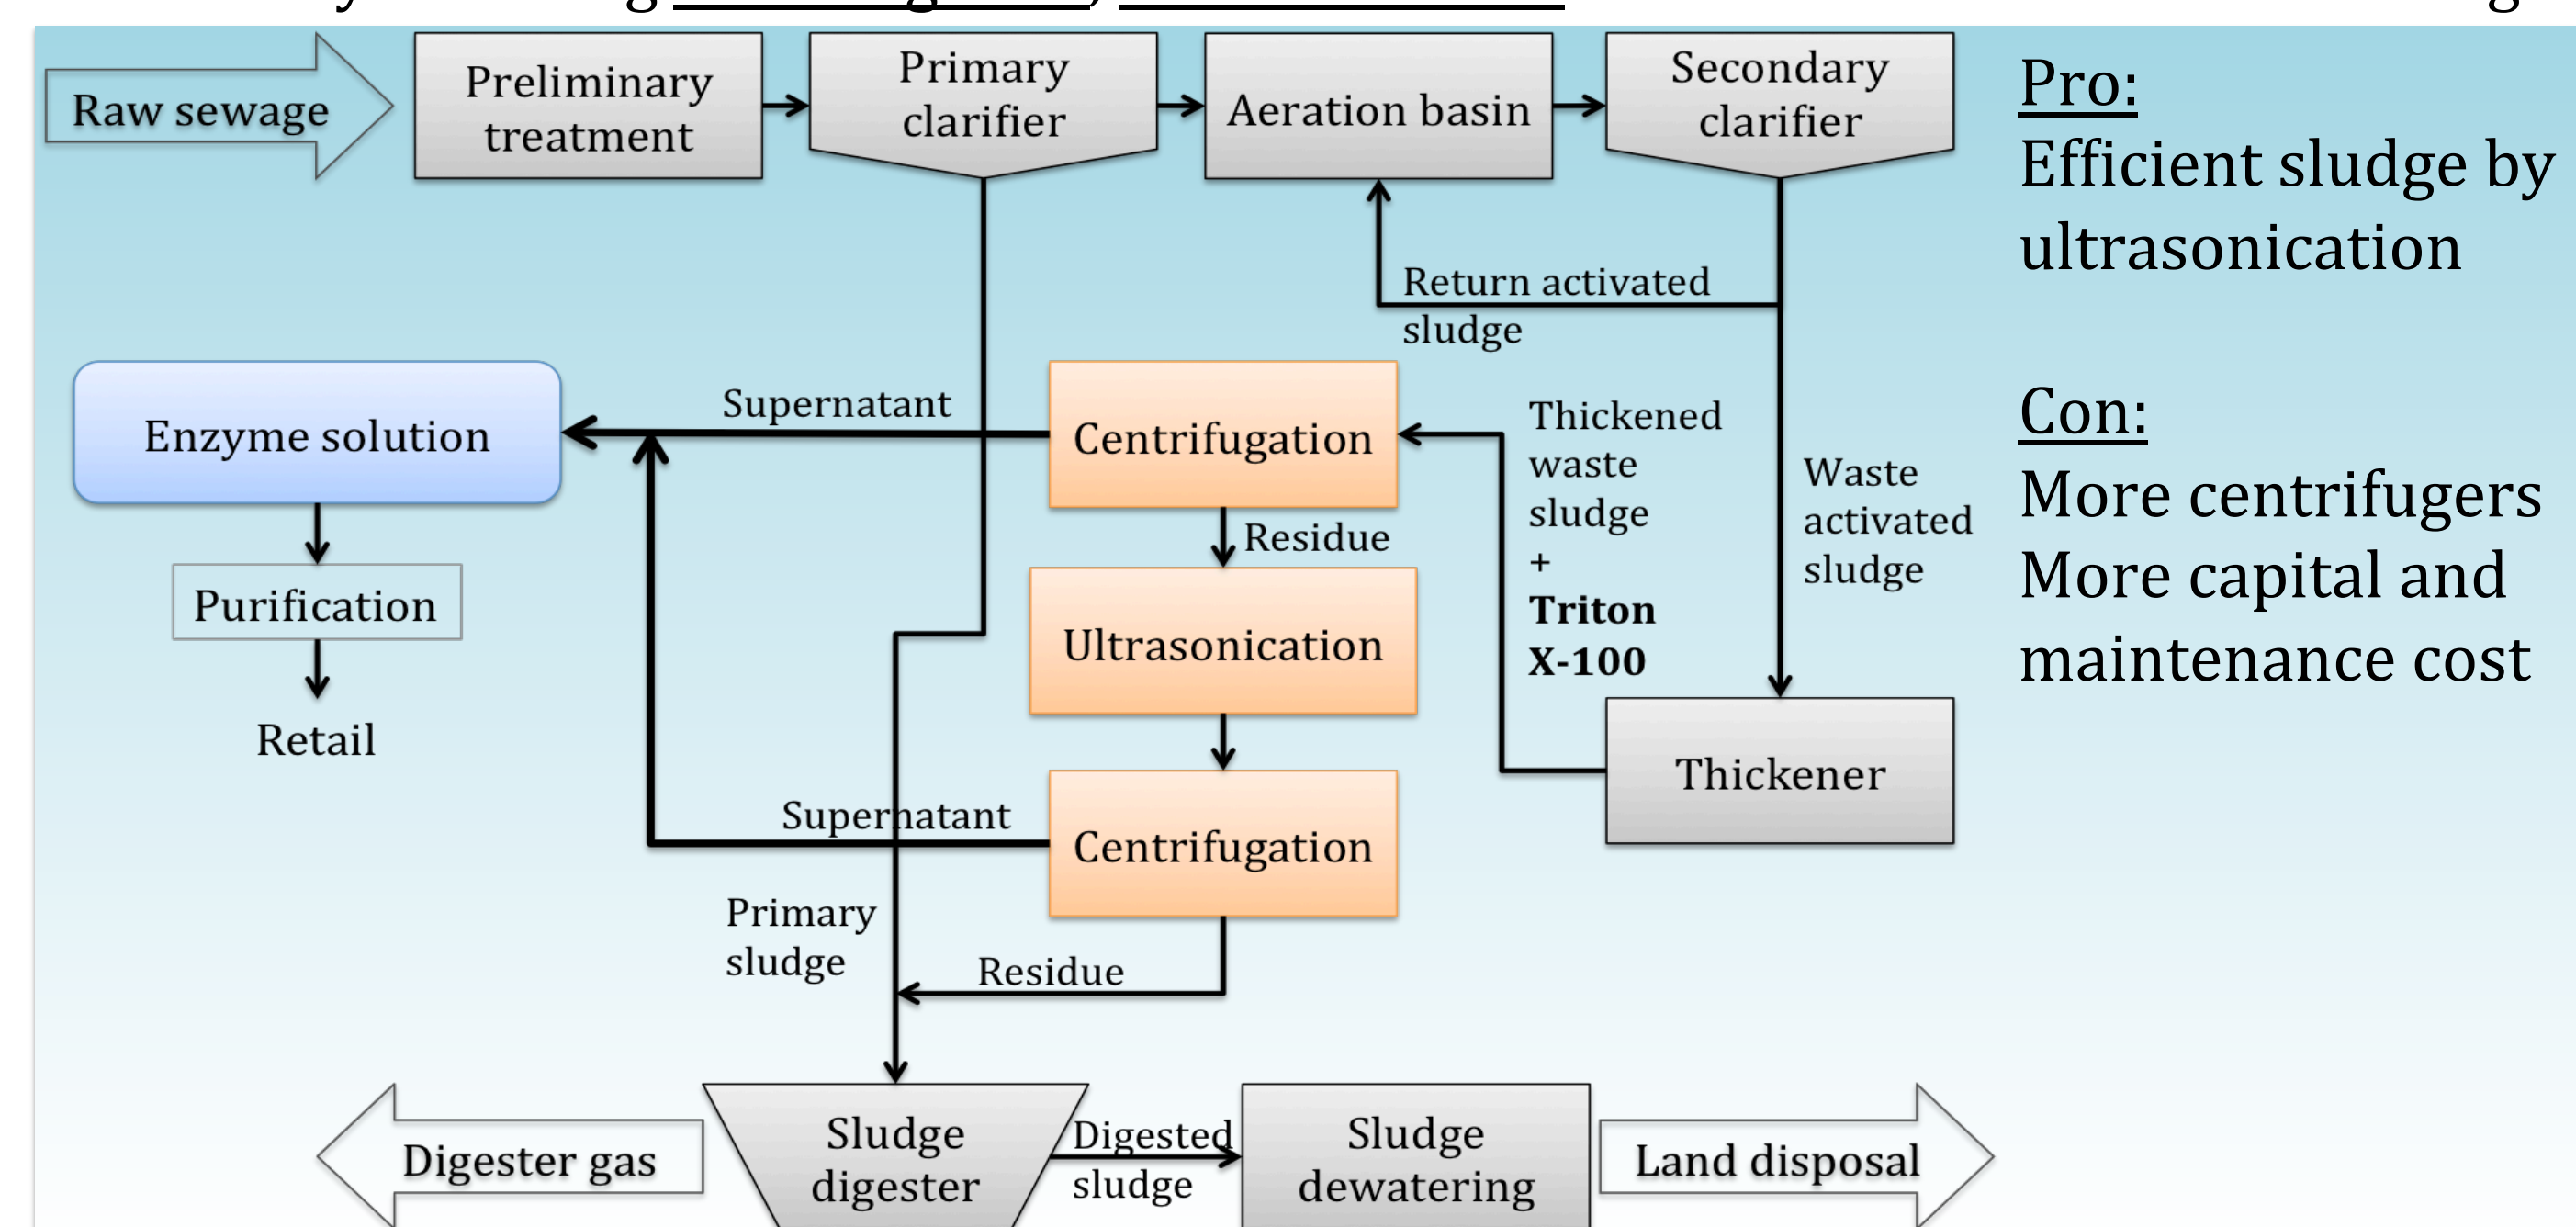 Raw sewage
Preliminary
treatment
Primary
clarifier
Aeration basin
Secondary
clarifier
Pro:
Efficient sludge by
ultrasonication
Return activated
sludge
Con:
More centrifugers
More capital and
maintenance cost
Enzyme solution
Supernatant
Centrifugation
Thickened
waste
sludge
+
Triton
X-100
Waste
activated
sludge
Residue
Purification
Ultrasonication
Retail
Thickener
Supernatant
Centrifugation
Primary
sludge
Residue
Digester gas
Sludge
digester
Digested
sludge
Sludge
dewatering
Land disposal